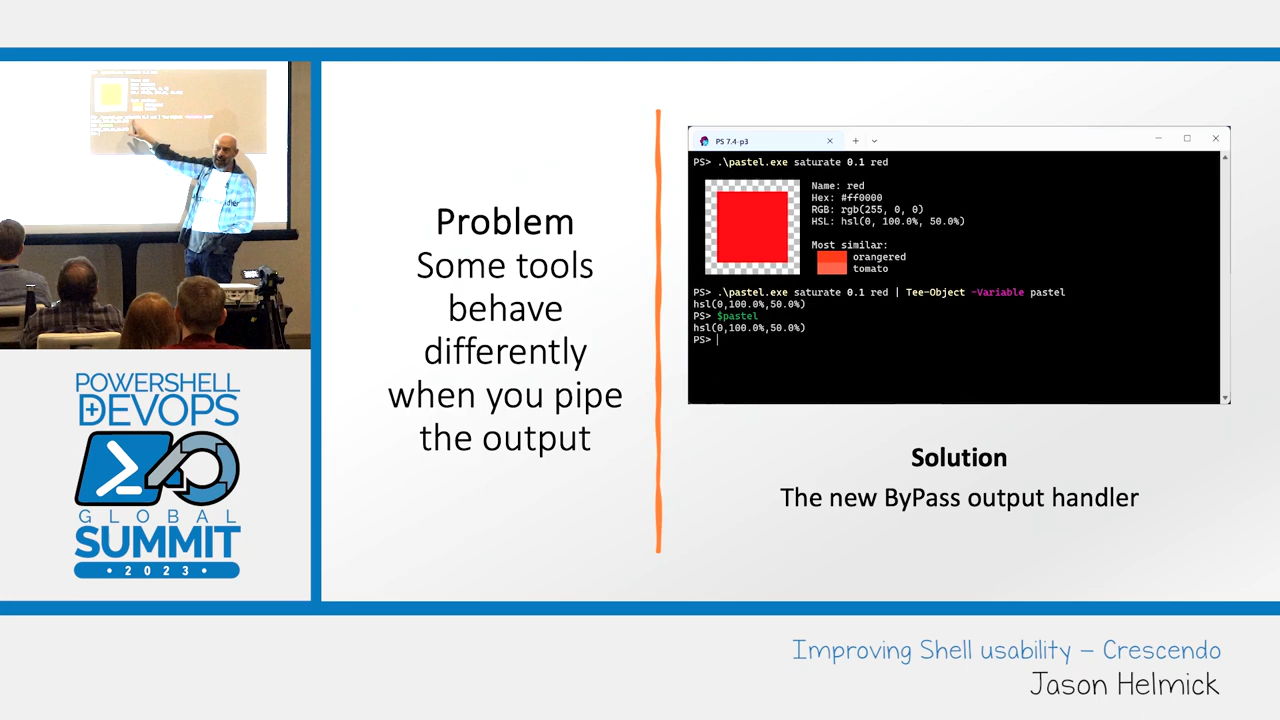 Problem
Some tools
behave
differently
when you pipe
the output
PS 7.4-p3
PS> .\pastel.exe saturate 0.1 red
Name: red
Hex: #ff0000
RGB: rgb(255, 0, 0)
HSL: hsl(0, 100.0%, 50.0%)
Most similar:
orangered
tomato
PS> .\pastel.exe saturate 0.1 red | Tee-Object -Variable pastel
hsl(0,100.0%,50.0%)
PS> $pastel
hsl(0,100.0%,50.0%)
PS>
Solution
The new ByPass output handler
POWERSHELL
+DEVOPS
GLOBAL
SUMMIT
• 2023 •
Improving Shell usability – Crescendo
Jason Helmick